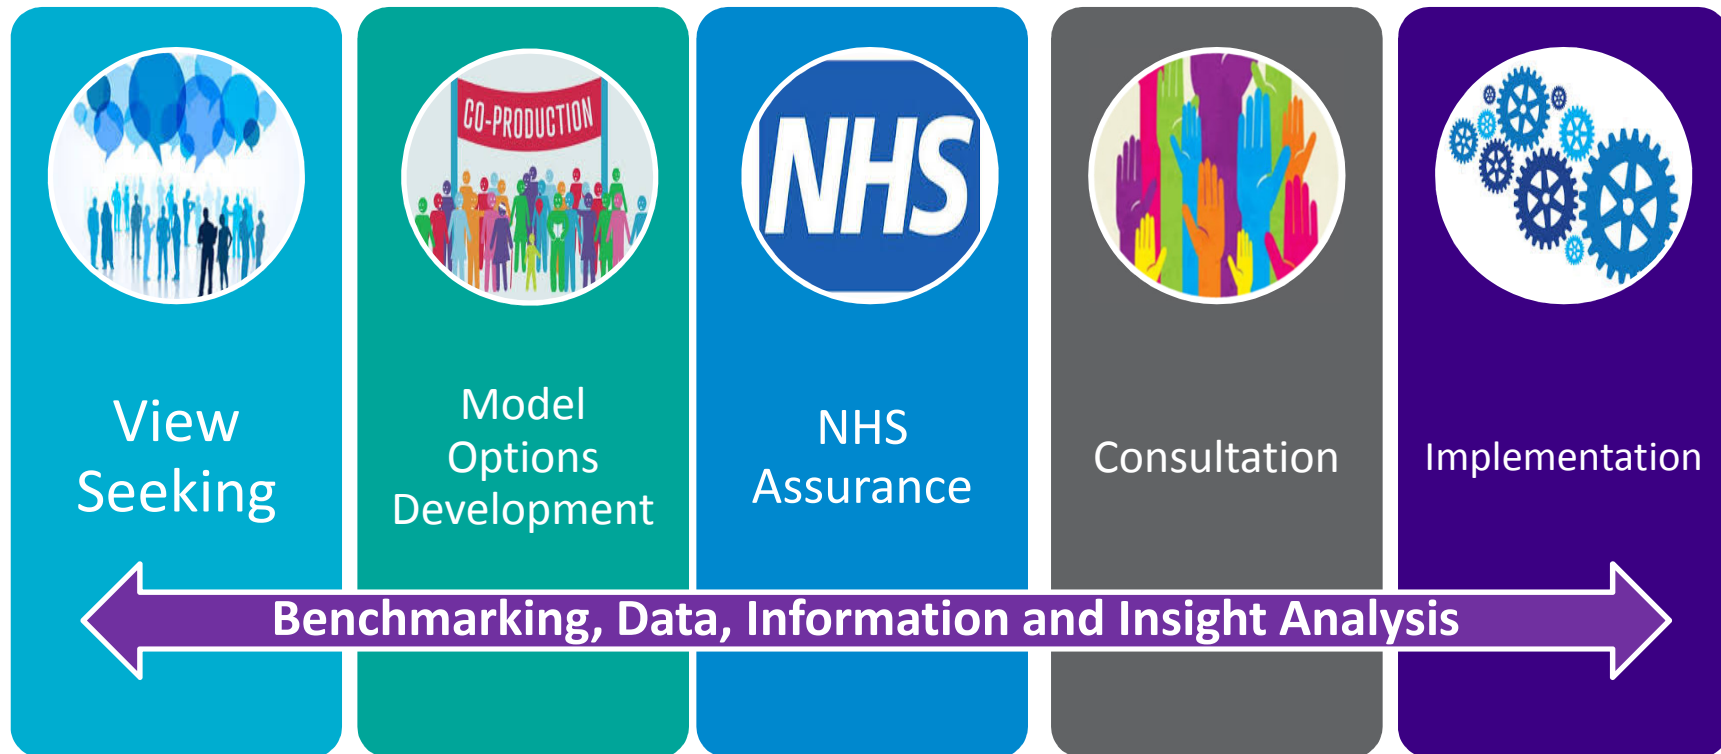 CO-PRODUCTION
NHS
View
Seeking
Model
Options
Development
NHS
Assurance
Consultation
Implementation
Benchmarking, Data, Information and Insight Analysis